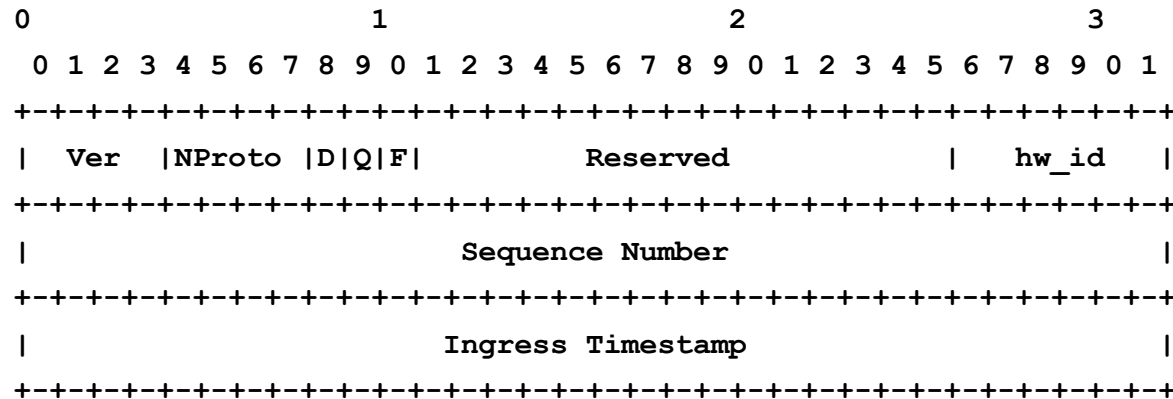 0                   1                   2                   3
 0 1 2 3 4 5 6 7 8 9 0 1 2 3 4 5 6 7 8 9 0 1 2 3 4 5 6 7 8 9 0 1
+-+-+-+-+-+-+-+-+-+-+-+-+-+-+-+-+-+-+-+-+-+-+-+-+-+-+-+-+-+-+-+-+
|  Ver  |NProto |D|Q|F|         Reserved            |   hw_id   |
+-+-+-+-+-+-+-+-+-+-+-+-+-+-+-+-+-+-+-+-+-+-+-+-+-+-+-+-+-+-+-+-+
|                        Sequence Number                        |
+-+-+-+-+-+-+-+-+-+-+-+-+-+-+-+-+-+-+-+-+-+-+-+-+-+-+-+-+-+-+-+-+
|                       Ingress Timestamp                       |
+-+-+-+-+-+-+-+-+-+-+-+-+-+-+-+-+-+-+-+-+-+-+-+-+-+-+-+-+-+-+-+-+